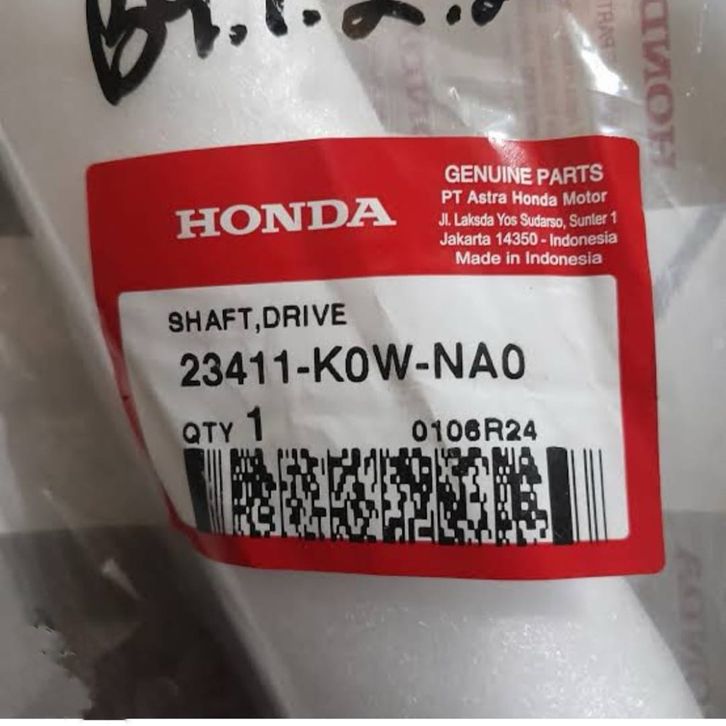 HONDA
GENUINE PARTS
PT Astra Honda Motor
Jl. Laksda Yos Sudarso, Sunter 1
Jakarta 14350 - Indonesia
Made in Indonesia
SHAFT,DRIVE
23411-K0W-NA0
QTY 1
0106R24
HONDA